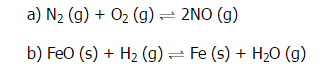 a) N₂ (g) + O₂ (g) ⇌ 2NO (g)
b) FeO (s) + H₂ (g) ⇌ Fe (s) + H₂O (g)